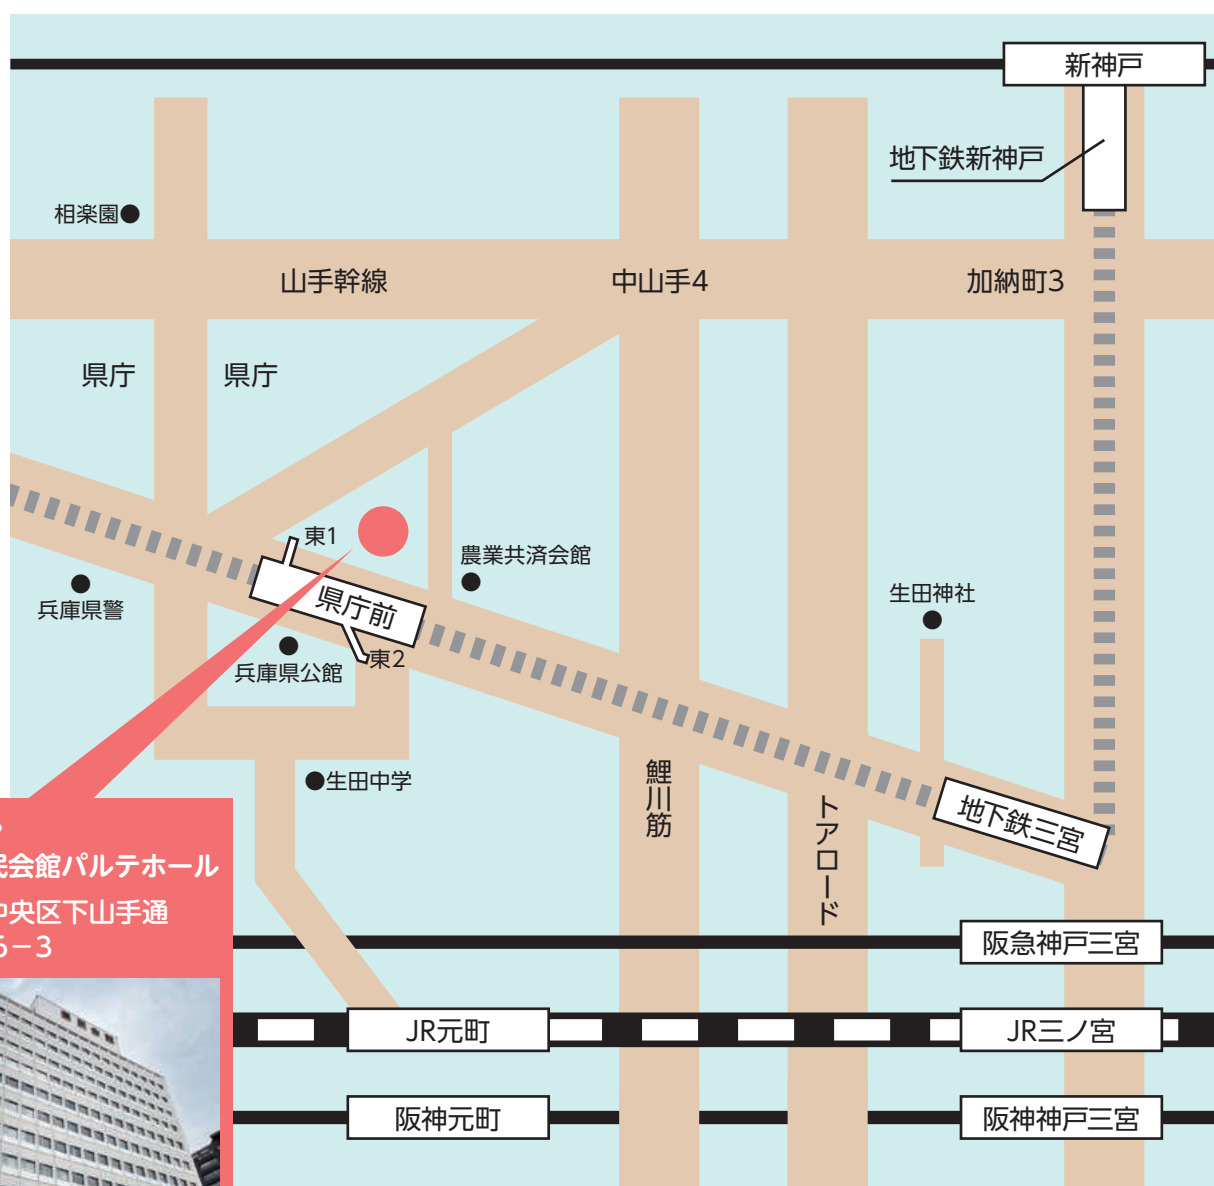 新神戸
地下鉄新神戸
相楽園
山手幹線
中山手4
加納町3
県庁
県庁
東1
農業共済会館
県庁前
兵庫県警
生田神社
兵庫県公館
東2
生田中学
鯉川筋
トアロード
地下鉄三宮
会館パルテホール
中央区下山手通
6−3
阪急神戸三宮
JR元町
JR三ノ宮
阪神元町
阪神神戸三宮